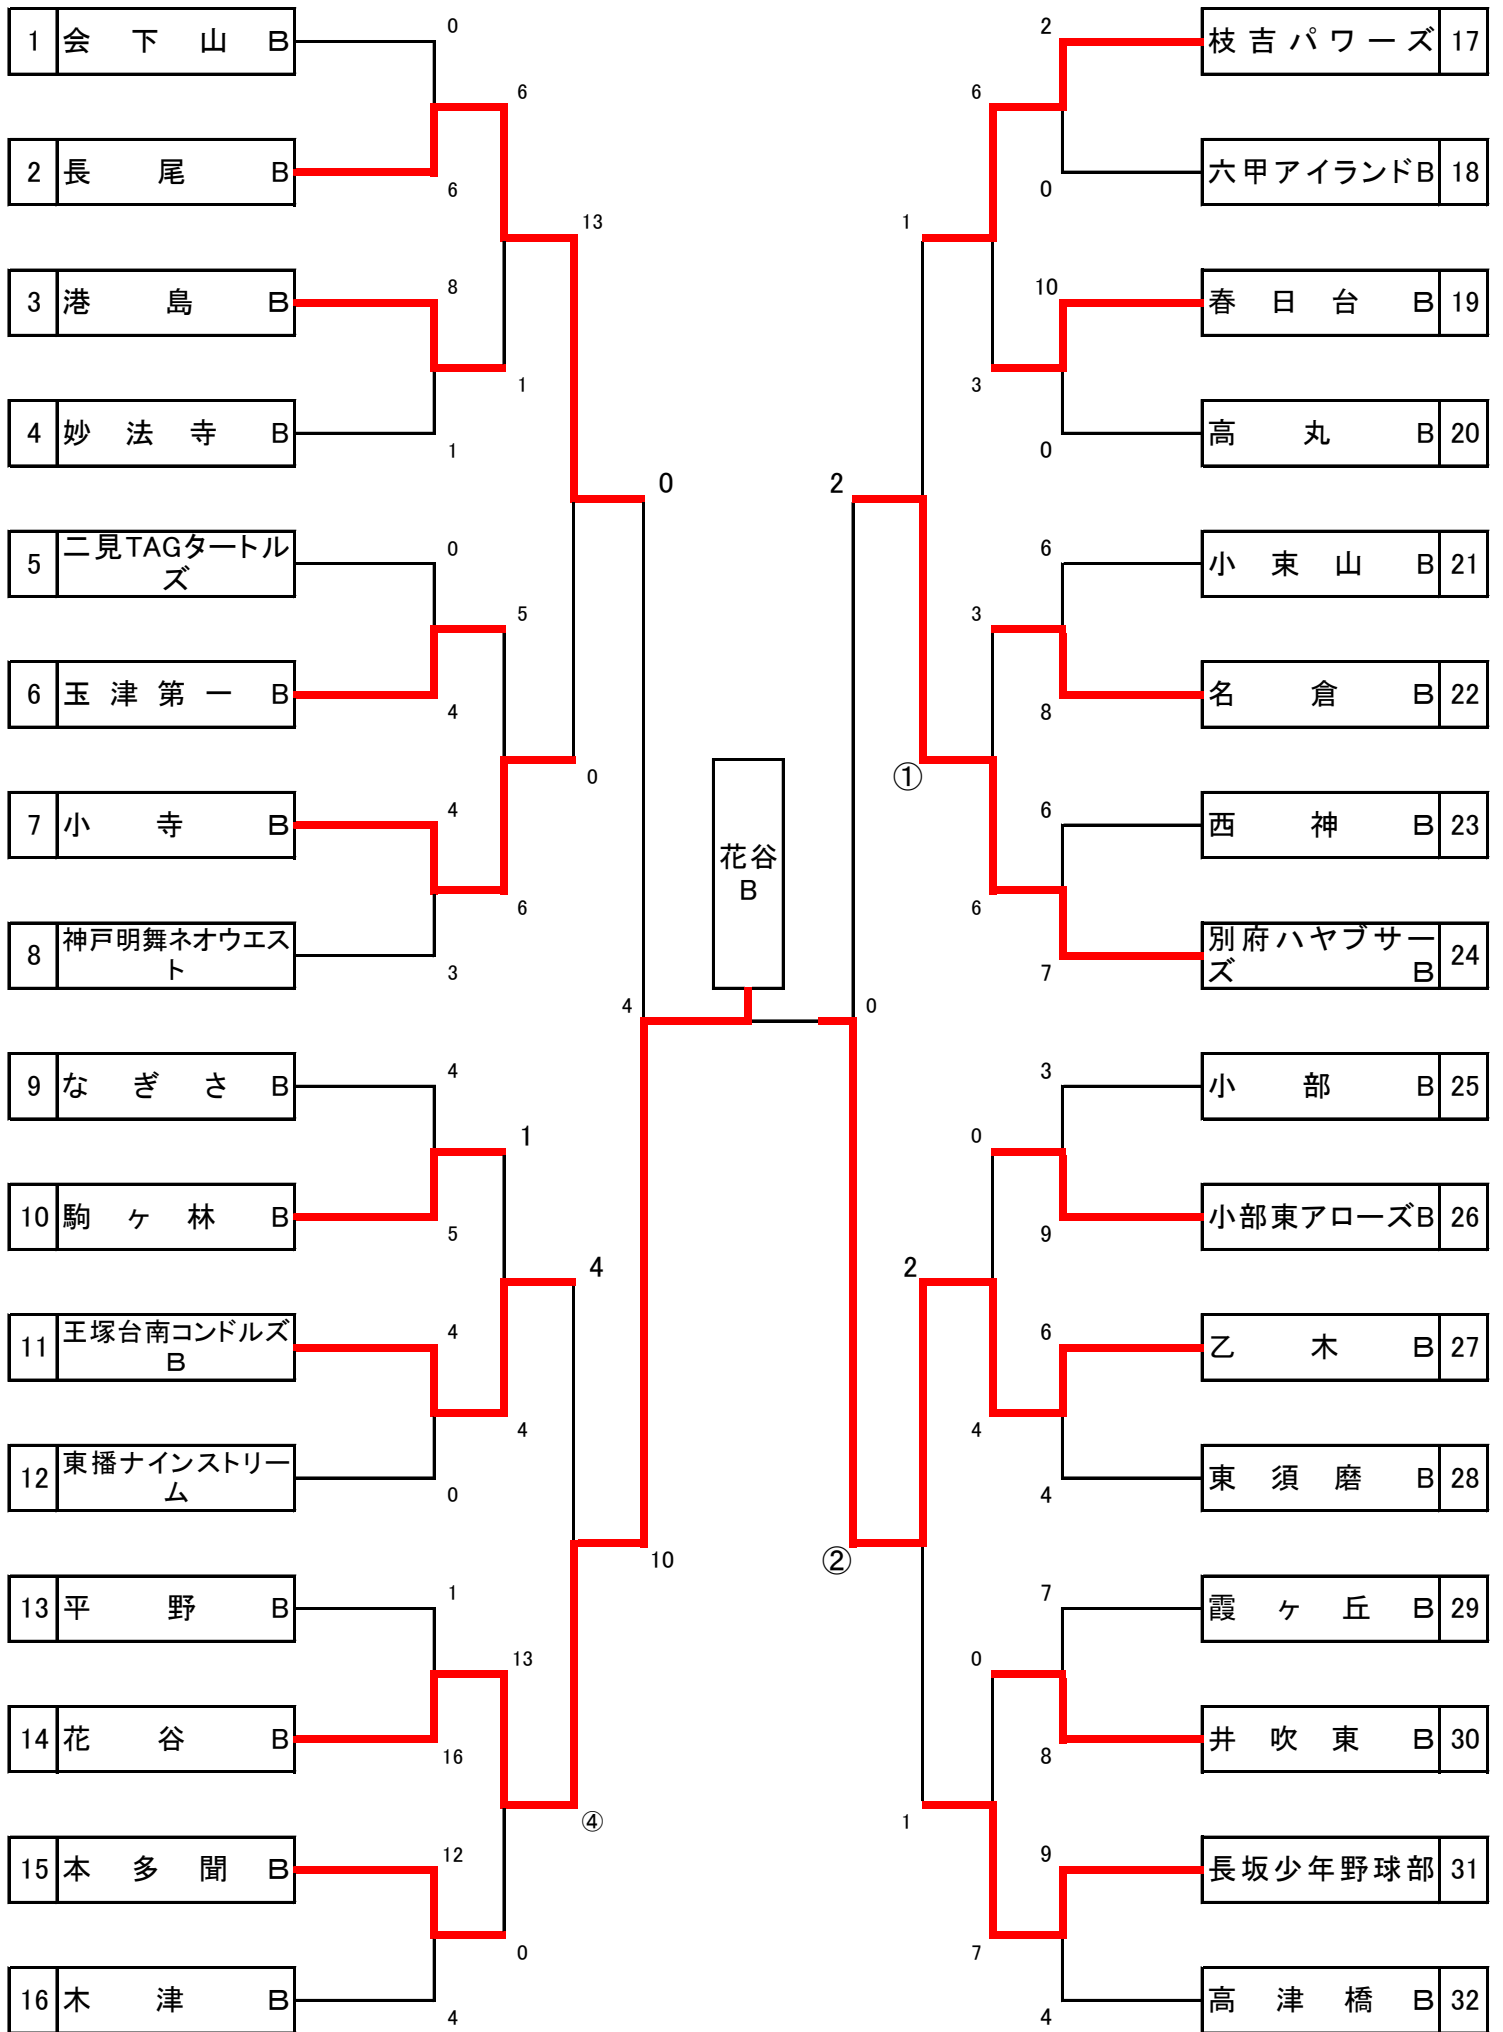 1 会下山 B
0
6
2 長尾 B
6
13
3 港島 B
8
1
4 妙法寺 B
1
0
5 二見TAGタートル
ズ
0
5
6 玉津第一 B
4
0
7 小寺 B
4
6
8 神戸明舞ネオウエス
ト
3
4
9 なぎさ B
4
1
10 駒ヶ林 B
5
4
11 王塚台南コンドルズ
B
4
4
12 東播ナインストリー
ム
0
10
13 平野 B
1
13
14 花谷 B
16
④
15 本多聞 B
12
0
16 木津 B
4
花谷
B
2
枝吉パワーズ 17
6
六甲アイランドB 18
0
1
10
春日台 B 19
3
高丸 B 20
0
2
6
小束山 B 21
3
名倉 B 22
8
①
6
西神 B 23
6
別府ハヤブサー
ズ B 24
7
0
3
小部 B 25
0
小部東アローズB 26
9
2
6
乙木 B 27
4
東須磨 B 28
4
②
7
霞ヶ丘 B 29
0
井吹東 B 30
8
1
9
長坂少年野球部 31
7
高津橋 B 32
4